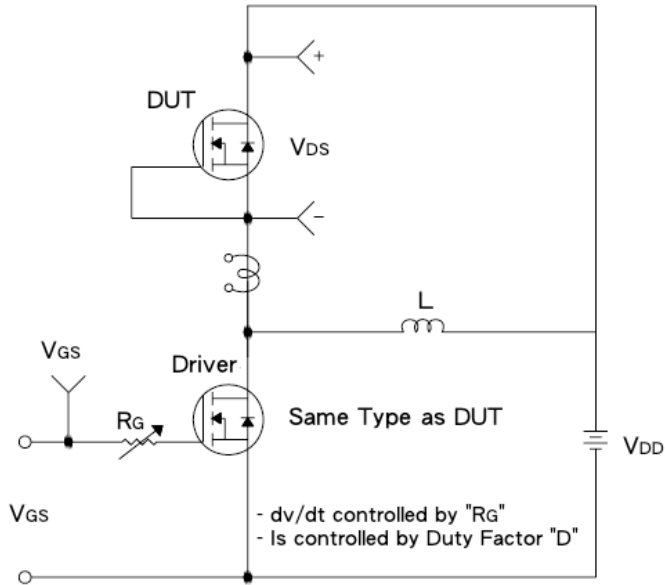 +
DUT
VDS
−
L
VGS
Driver
RG
Same Type as DUT
VDD
VGS
- dv/dt controlled by "RG"
- Is controlled by Duty Factor "D"